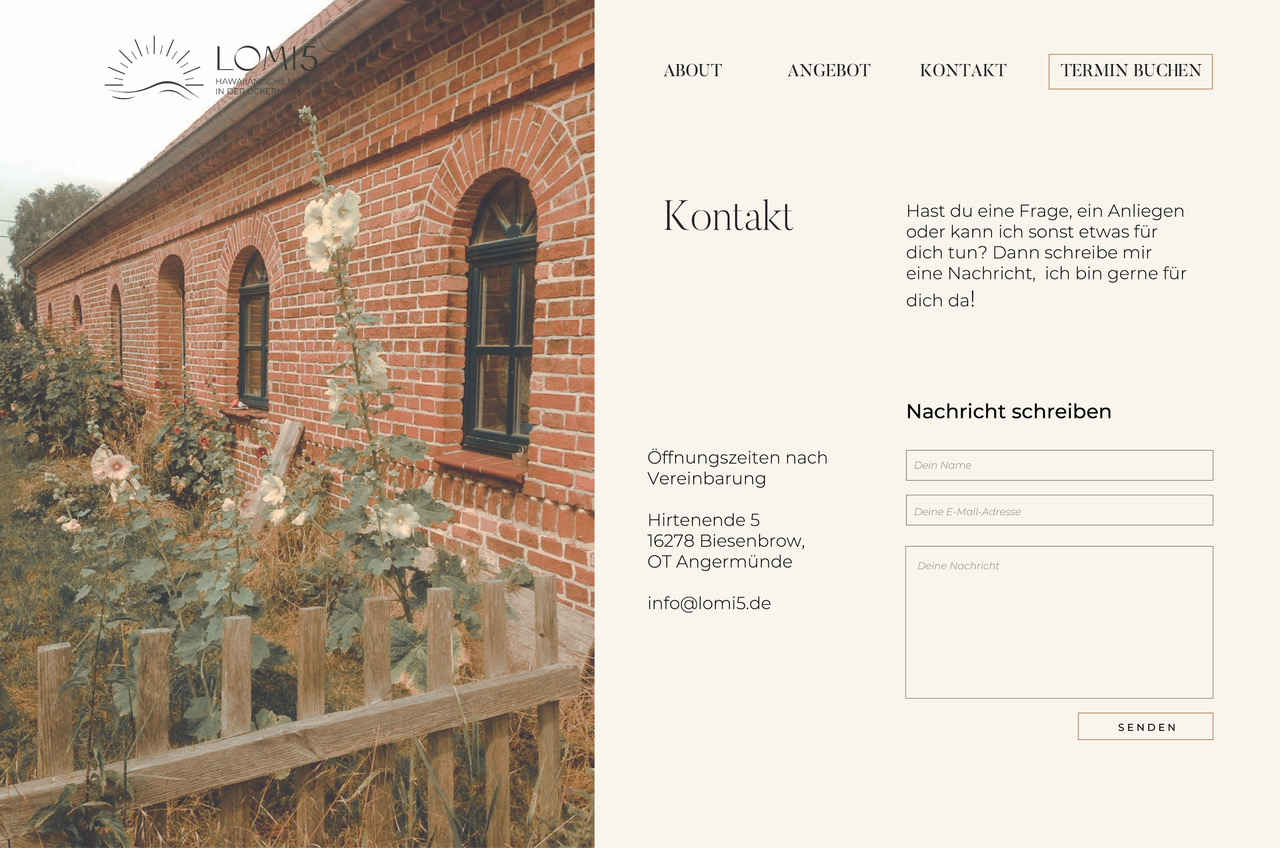 LOMI5
HAWAIIANISCHE
IN DER UCKERMARK
ABOUT
ANGEBOT
KONTAKT
TERMIN BUCHEN
Kontakt
Hast du eine Frage, ein Anliegen
oder kann ich sonst etwas für
dich tun? Dann schreibe mir
eine Nachricht, ich bin gerne für
dich da!
Öffnungszeiten nach
Vereinbarung
Hirtenende 5
16278 Biesenbrow,
OT Angermünde
info@lomi5.de
Nachricht schreiben
Dein Name
Deine E-Mail-Adresse
Deine Nachricht
SENDEN